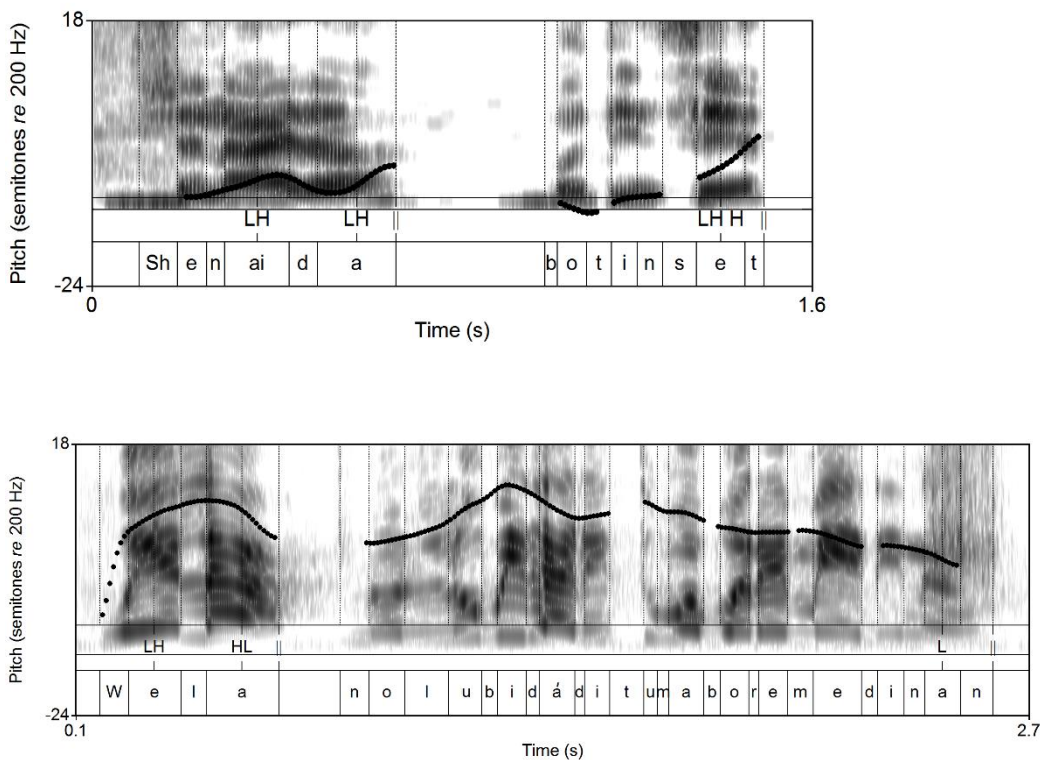 18
Pitch (semitones re 200 Hz)
LH LH || LH H ||
Sh e n ai d a b o t i n s e t
-24
0 1.6
Time (s)
18
Pitch (semitones re 200 Hz)
LH HL || L ||
W e l a n o l u b i d á d i t u m a b o r e m e d i n a n
-24
0.1 2.7
Time (s)